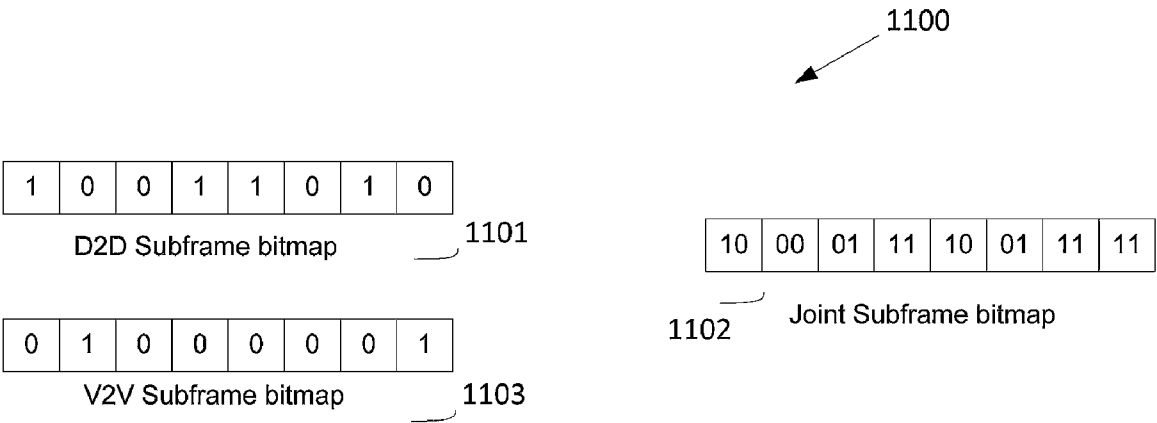 1100
1 0 0 1 1 0 1 0
D2D Subframe bitmap
1101
10 00 01 11 10 01 11 11
1102
Joint Subframe bitmap
0 1 0 0 0 0 0 1
V2V Subframe bitmap
1103